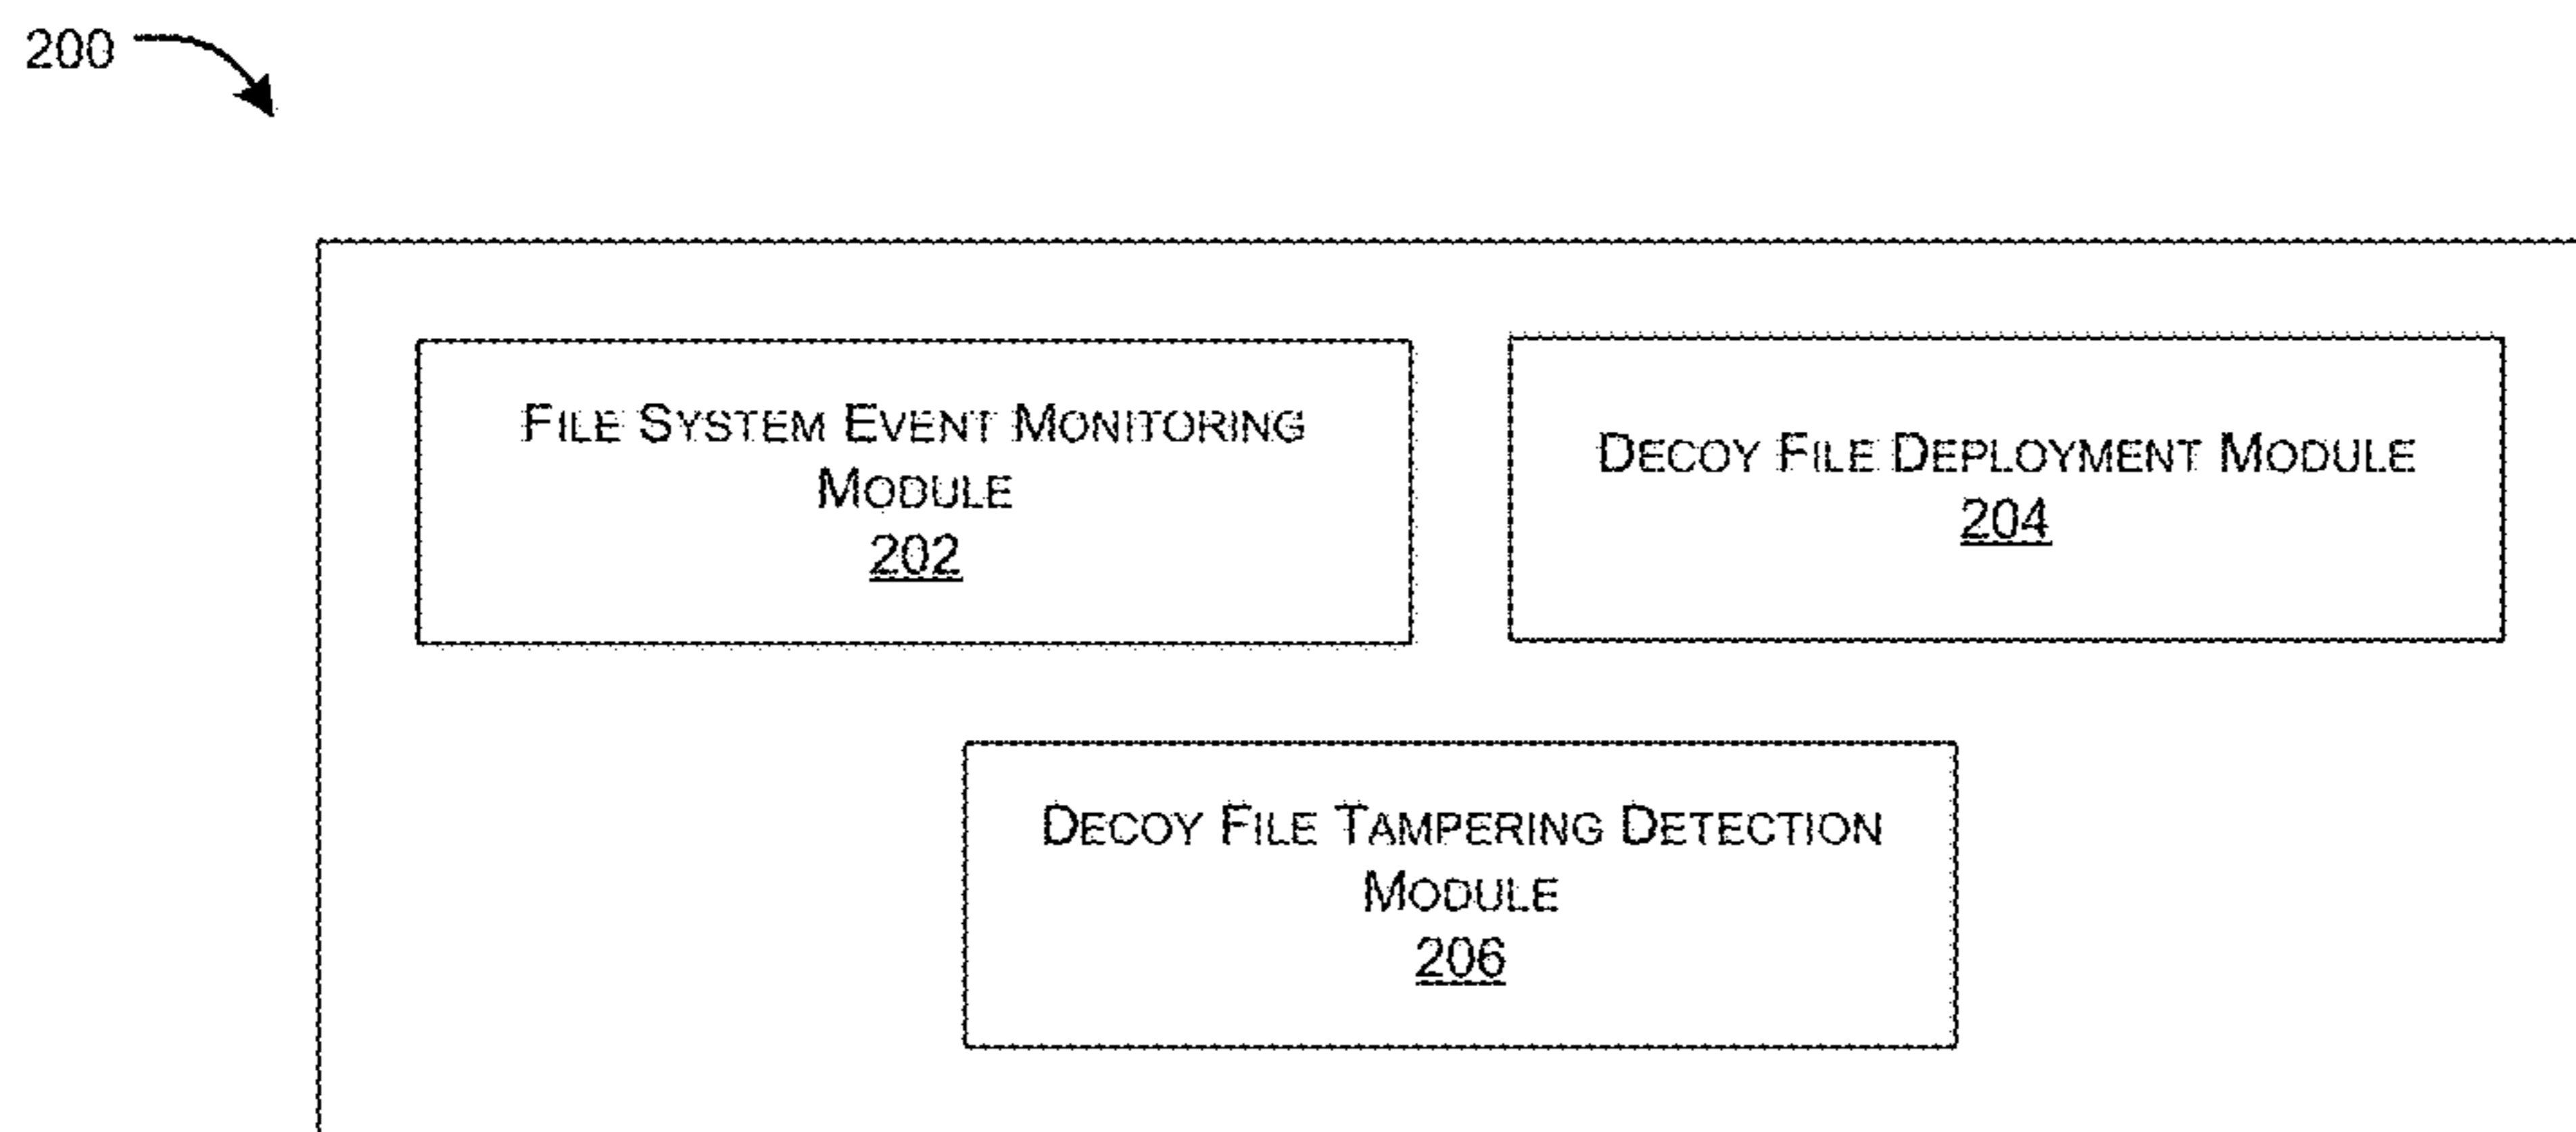 200
FILE SYSTEM EVENT MONITORING
MODULE
202
DECOY FILE DEPLOYMENT MODULE
204
DECOY FILE TAMPERING DETECTION
MODULE
206